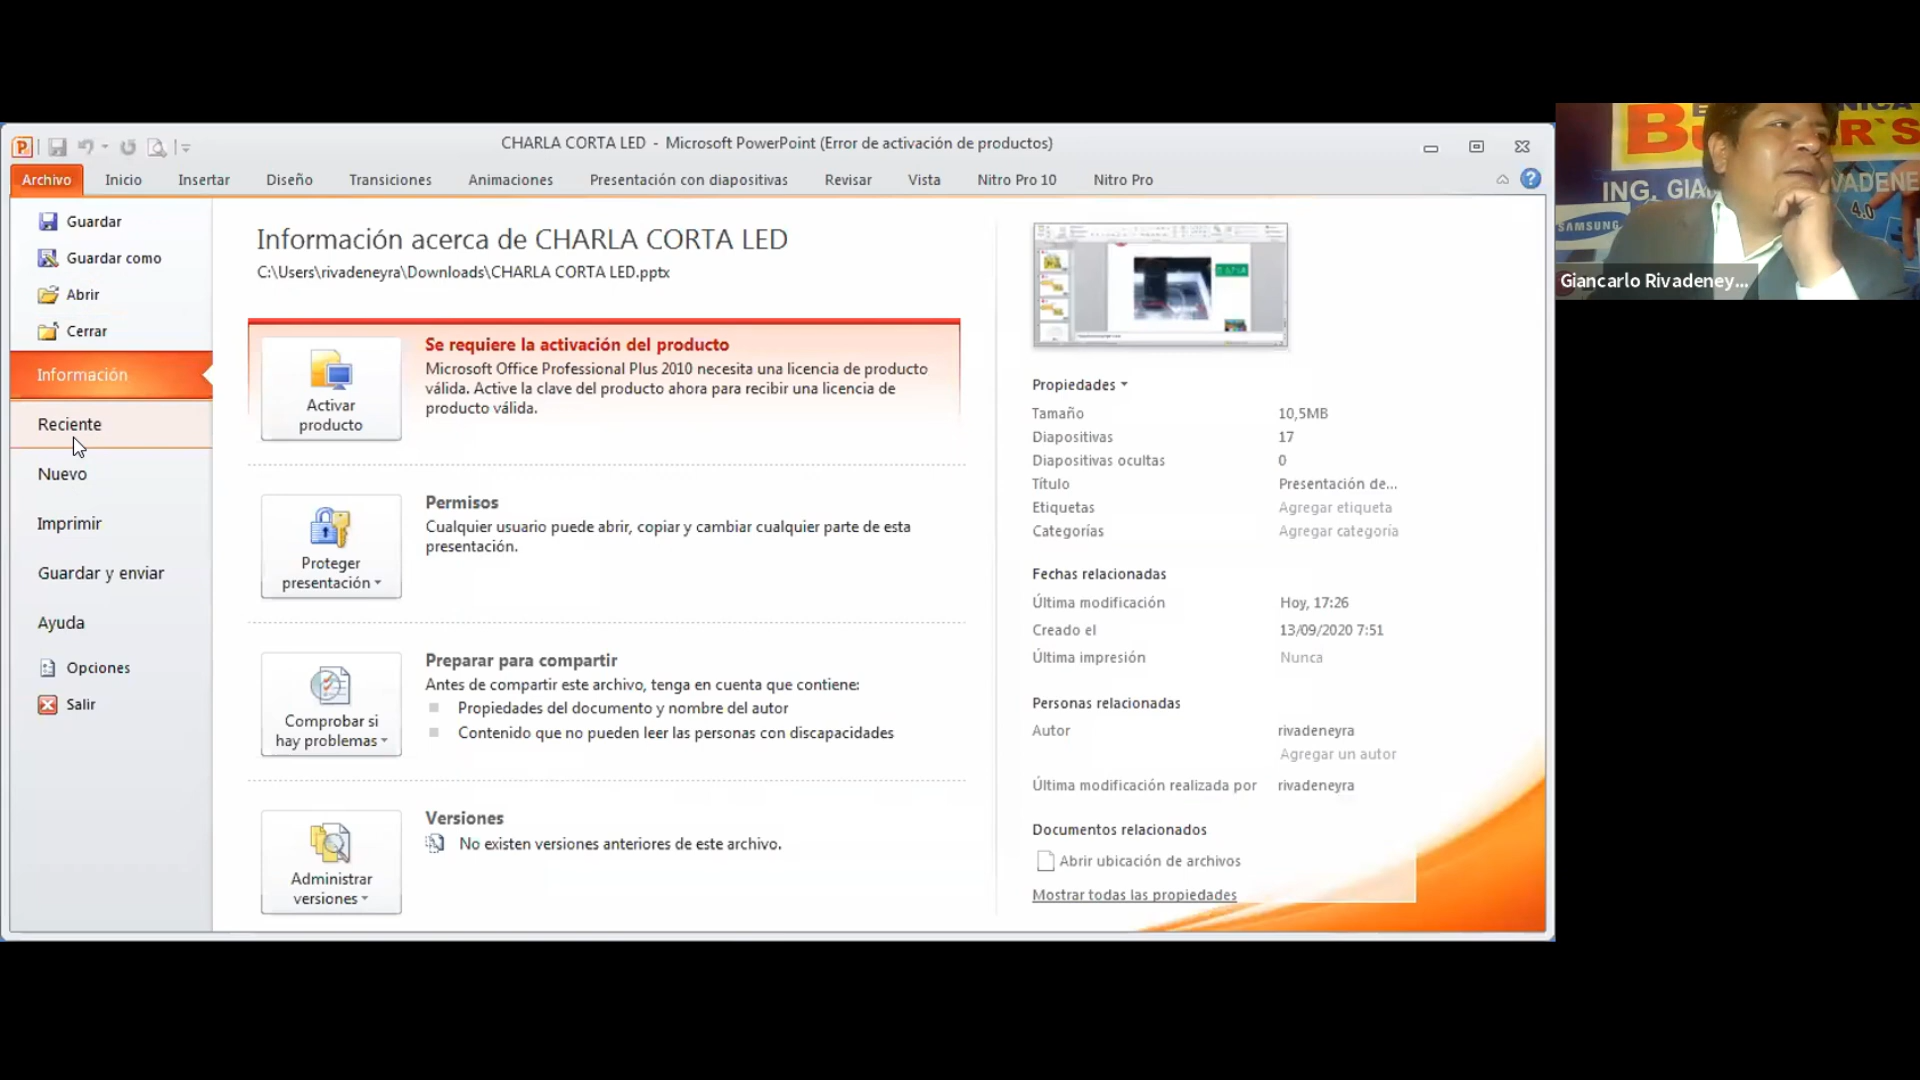 CHARLA CORTA LED - Microsoft PowerPoint (Error de activación de productos)
Archivo Inicio Insertar Diseño Transiciones Animaciones Presentación con diapositivas Revisar Vista Nitro Pro 10 Nitro Pro
Guardar
Guardar como
Abrir
Cerrar
Información
Reciente
Nuevo
Imprimir
Guardar y enviar
Ayuda
Opciones
Salir
Información acerca de CHARLA CORTA LED
C:\Users\rivadeneyra\Downloads\CHARLA CORTA LED.pptx
Activar
producto
Se requiere la activación del producto
Microsoft Office Professional Plus 2010 necesita una licencia de producto
válida. Active la clave del producto ahora para recibir una licencia de
producto válida.
Proteger
presentación
Permisos
Cualquier usuario puede abrir, copiar y cambiar cualquier parte de esta
presentación.
Comprobar si
hay problemas
Preparar para compartir
Antes de compartir este archivo, tenga en cuenta que contiene:
Propiedades del documento y nombre del autor
Contenido que no pueden leer las personas con discapacidades
Administrar
versiones
Versiones
No existen versiones anteriores de este archivo.
Propiedades
Tamaño 10,5MB
Diapositivas 17
Diapositivas ocultas 0
Título Presentación de...
Etiquetas Agregar etiqueta
Categorías Agregar categoría
Fechas relacionadas
Última modificación Hoy, 17:26
Creado el 13/09/2020 7:51
Última impresión Nunca
Personas relacionadas
Autor rivadeneyra
Agregar un autor
Última modificación realizada por rivadeneyra
Documentos relacionados
Abrir ubicación de archivos
Mostrar todas las propiedades
ING.
4.0
SAMSUNG
Giancarlo Rivadeney...